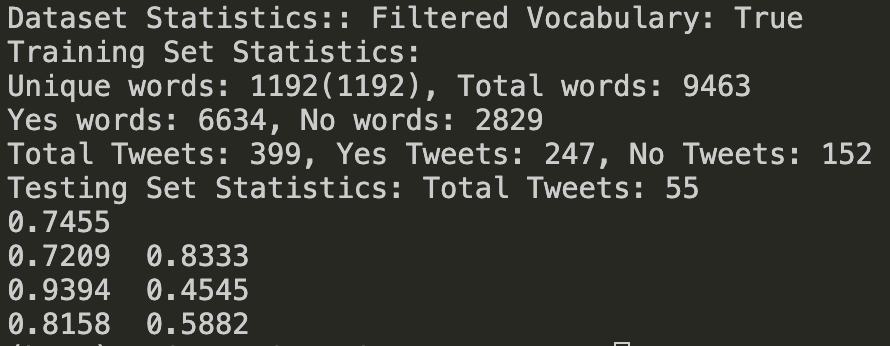 Dataset Statistics:: Filtered Vocabulary: True
Training Set Statistics:
Unique words: 1192(1192), Total words: 9463
Yes words: 6634, No words: 2829
Total Tweets: 399, Yes Tweets: 247, No Tweets: 152
Testing Set Statistics: Total Tweets: 55
0.7455
0.7209  0.8333
0.9394  0.4545
0.8158  0.5882